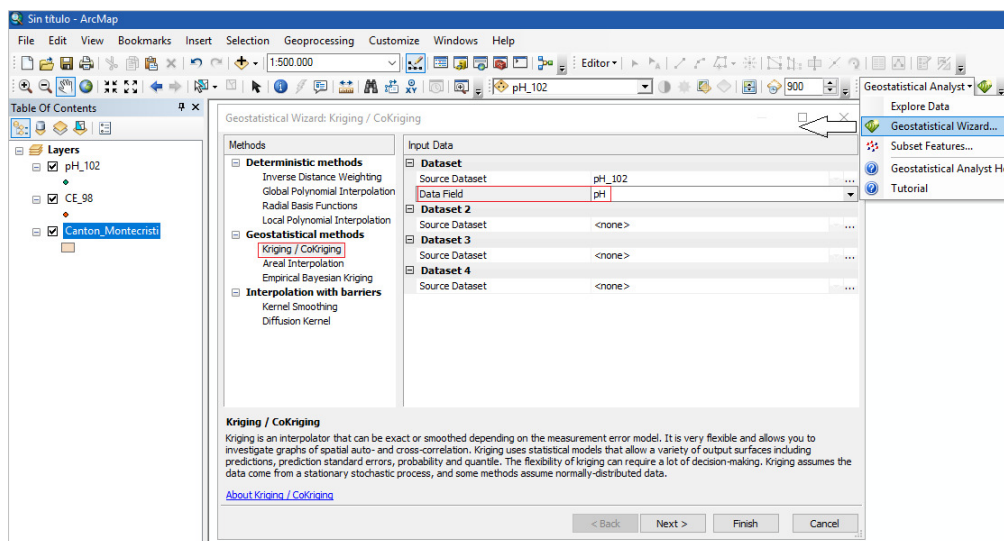 Sin título - ArcMap
File Edit View Bookmarks Insert Selection Geoprocessing Customize Windows Help
1:500.000
Editor
pH_102
900
Geostatistical Analyst
Explore Data
Geostatistical Wizard...
Subset Features...
Geostatistical Analyst He
Tutorial
Table Of Contents
Layers
pH_102
CE_98
Canton_Montecristi
Geostatistical Wizard: Kriging / CoKriging
Methods
Deterministic methods
Inverse Distance Weighting
Global Polynomial Interpolation
Radial Basis Functions
Local Polynomial Interpolation
Geostatistical methods
Kriging / CoKriging
Areal Interpolation
Empirical Bayesian Kriging
Interpolation with barriers
Kernel Smoothing
Diffusion Kernel
Input Data
Dataset
Source Dataset pH_102 ...
Data Field pH
Dataset 2
Source Dataset <none> ...
Dataset 3
Source Dataset <none> ...
Dataset 4
Source Dataset <none> ...
Kriging / CoKriging
Kriging is an interpolator that can be exact or smoothed depending on the measurement error model. It is very flexible and allows you to
investigate graphs of spatial auto- and cross-correlation. Kriging uses statistical models that allow a variety of output surfaces including
predictions, prediction standard errors, probability and quantile. The flexibility of kriging can require a lot of decision-making. Kriging assumes the
data come from a stationary stochastic process, and some methods assume normally-distributed data.
About Kriging / CoKriging
< Back Next > Finish Cancel